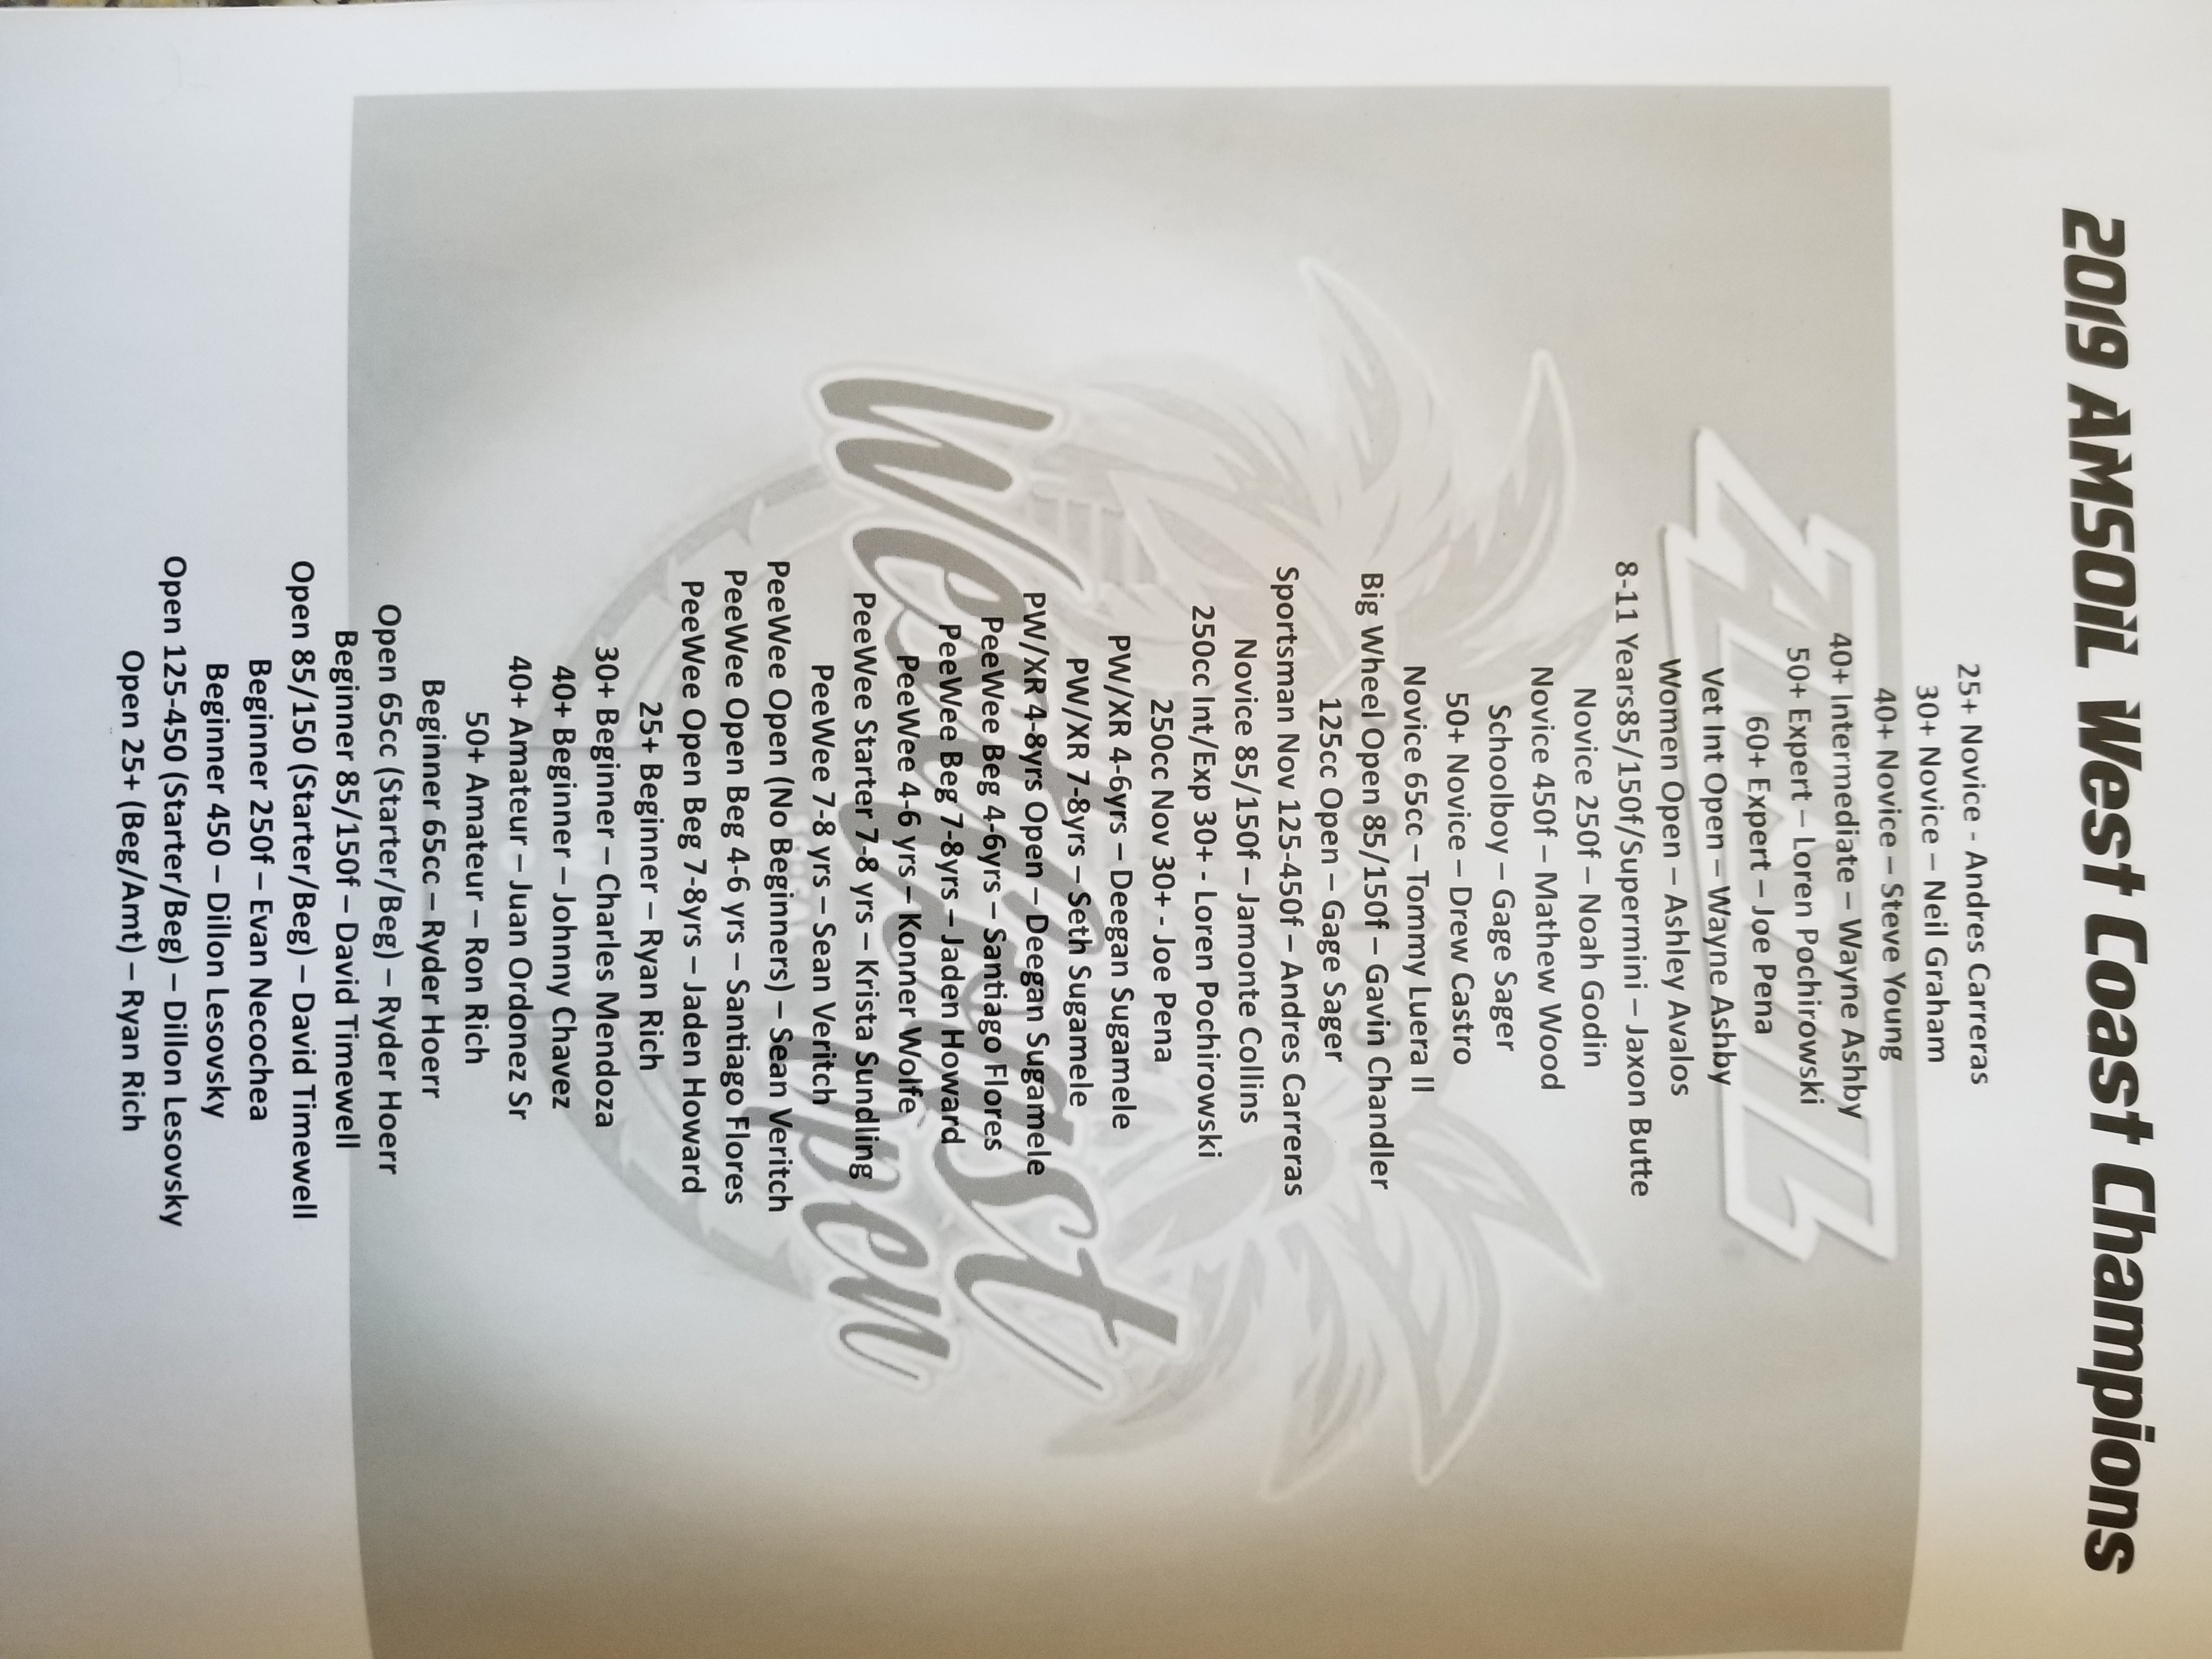 2019 AMSOIL West Coast Champions
25+ Novice - Andres Carreras
30+ Novice – Neil Graham
40+ Novice – Steve Young
40+ Intermediate – Wayne Ashby
50+ Expert – Loren Pochirowski
60+ Expert – Joe Pena
Vet Int Open – Wayne Ashby
Women Open – Ashley Avalos
8-11 Years85/150f/Supermini – Jaxon Butte
Novice 250f – Noah Godin
Novice 450f – Mathew Wood
Schoolboy – Gage Sager
50+ Novice – Drew Castro
Novice 65cc – Tommy Luera II
Big Wheel Open 85/150f – Gavin Chandler
125cc Open – Gage Sager
Sportsman Nov 125-450f – Andres Carreras
Novice 85/150f – Jamonte Collins
250cc Int/Exp 30+ - Loren Pochirowski
250cc Nov 30+ - Joe Pena
PW/XR 4-6yrs – Deegan Sugamele
PW/XR 7-8yrs – Seth Sugamele
PW/XR 4-8yrs Open – Deegan Sugamele
PeeWee Beg 4-6yrs – Santiago Flores
PeeWee Beg 7-8yrs – Jaden Howard
PeeWee 4-6 yrs – Konner Wolfe
PeeWee Starter 7-8 yrs – Krista Sundling
PeeWee 7-8 yrs – Sean Veritch
PeeWee Open (No Beginners) – Sean Veritch
PeeWee Open Beg 4-6 yrs – Santiago Flores
PeeWee Open Beg 7-8yrs – Jaden Howard
25+ Beginner – Ryan Rich
30+ Beginner – Charles Mendoza
40+ Beginner – Johnny Chavez
40+ Amateur – Juan Ordonez Sr
50+ Amateur – Ron Rich
Beginner 65cc – Ryder Hoerr
Open 65cc (Starter/Beg) – Ryder Hoerr
Beginner 85/150f – David Timewell
Open 85/150 (Starter/Beg) – David Timewell
Beginner 250f – Evan Necochea
Beginner 450 – Dillon Lesovsky
Open 125-450 (Starter/Beg) – Dillon Lesovsky
Open 25+ (Beg/Amt) – Ryan Rich
AMSOIL
West Coast
Open